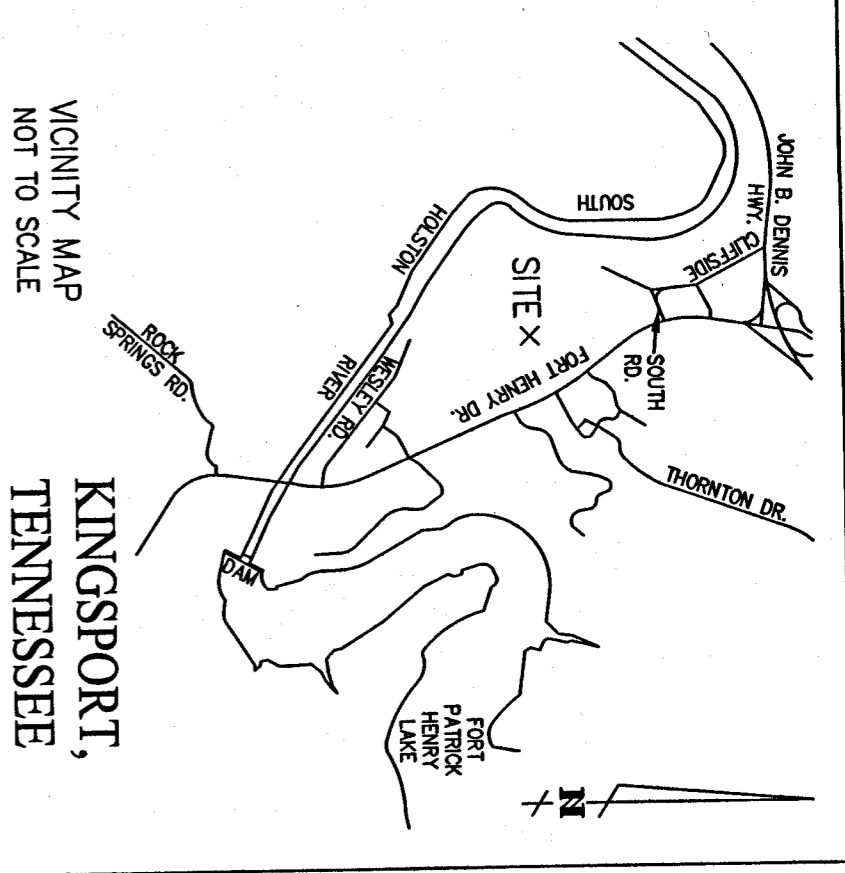 JOHN B. DENNIS
HWY.
CLIFFSIDE
SOUTH
SOUTH
RD.
SITE X
HOLSTON
FORT HENRY DR.
THORNTON DR.
WESLEY RD.
RIVER
ROCK
SPRINGS RD.
DAM
FORT
PATRICK
HENRY
LAKE
N
VICINITY MAP
NOT TO SCALE
KINGSPORT,
TENNESSEE